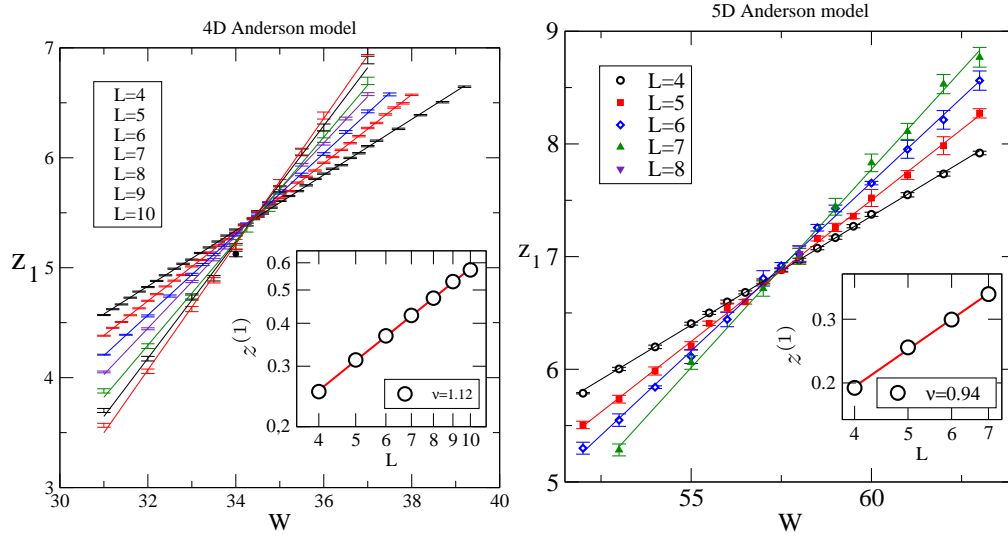 4D Anderson model
7
6
5
4
3
z1
L=4
L=5
L=6
L=7
L=8
L=9
L=10
30
32
34
36
38
40
W
0.6
0.5
0.4
0.3
0,2
z(1)
4
5
6
7
8
9
10
L
ν=1.12
5D Anderson model
9
8
7
6
5
z1
L=4
L=5
L=6
L=7
L=8
55
60
W
0.3
0.2
z(1)
4
5
6
7
L
ν=0.94